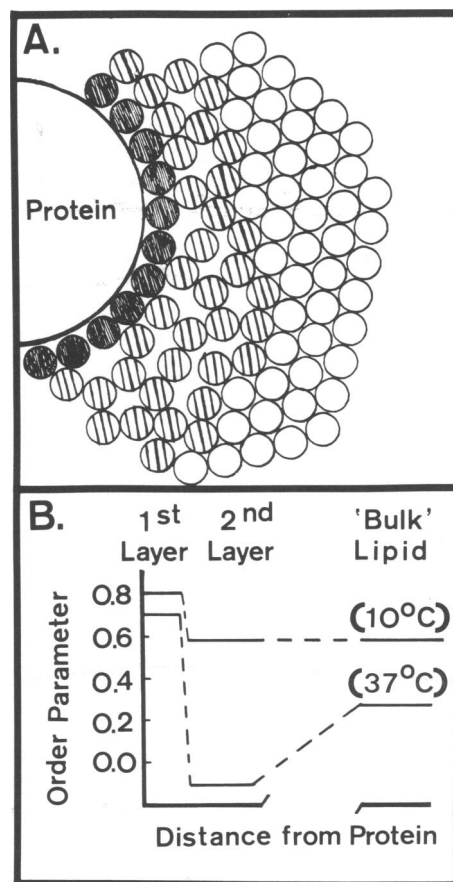 A.
Protein
B.
1st 2nd 'Bulk'
Layer Layer Lipid
Order Parameter
0.8
0.6
0.4
0.2
0.0
(10°C)
(37°C)
Distance from Protein